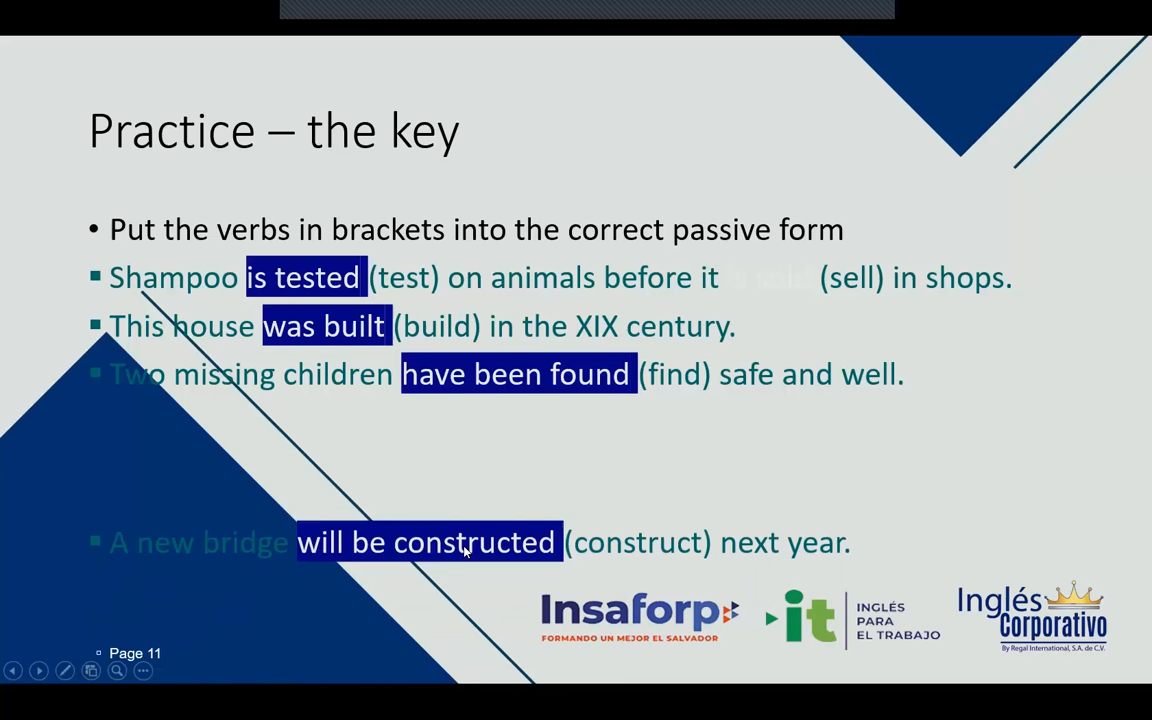 Practice – the key
• Put the verbs in brackets into the correct passive form
▪ Shampoo is tested (test) on animals before it is sold (sell) in shops.
▪ This house was built (build) in the XIX century.
▪ Two missing children have been found (find) safe and well.
▪ A new bridge will be constructed (construct) next year.
Insaforp
FORMANDO UN MEJOR EL SALVADOR
it
INGLÉS
PARA
EL TRABAJO
Inglés
Corporativo
By Regal International, S.A. de C.V.
Page 11